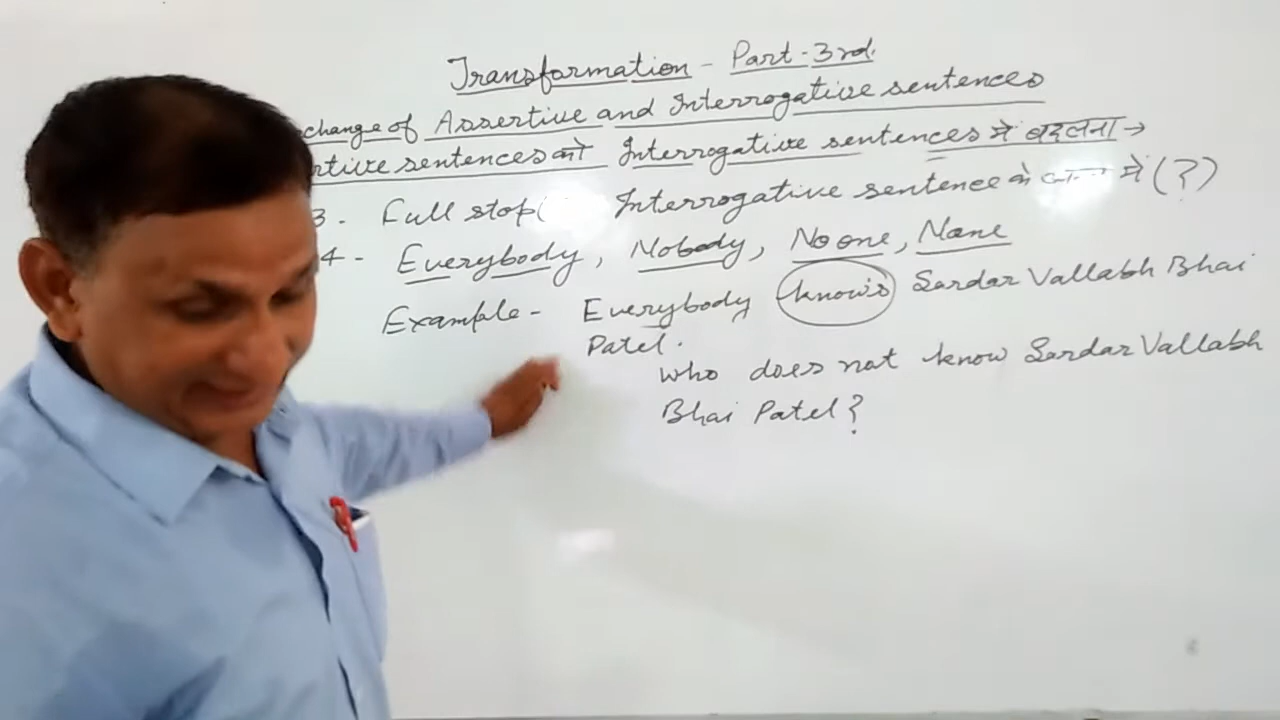 Transformation - Part-3rd.
change of Assertive and Interrogative sentences
rtive sentences को Interrogative sentences में बदलना →
3 - Full stop( Interrogative sentence के में (?)
4 - Everybody, Nobody, No one, None
Example - Everybody knows Sardar Vallabh Bhai
Patel.
who does not know Sardar Vallabh
Bhai Patel?